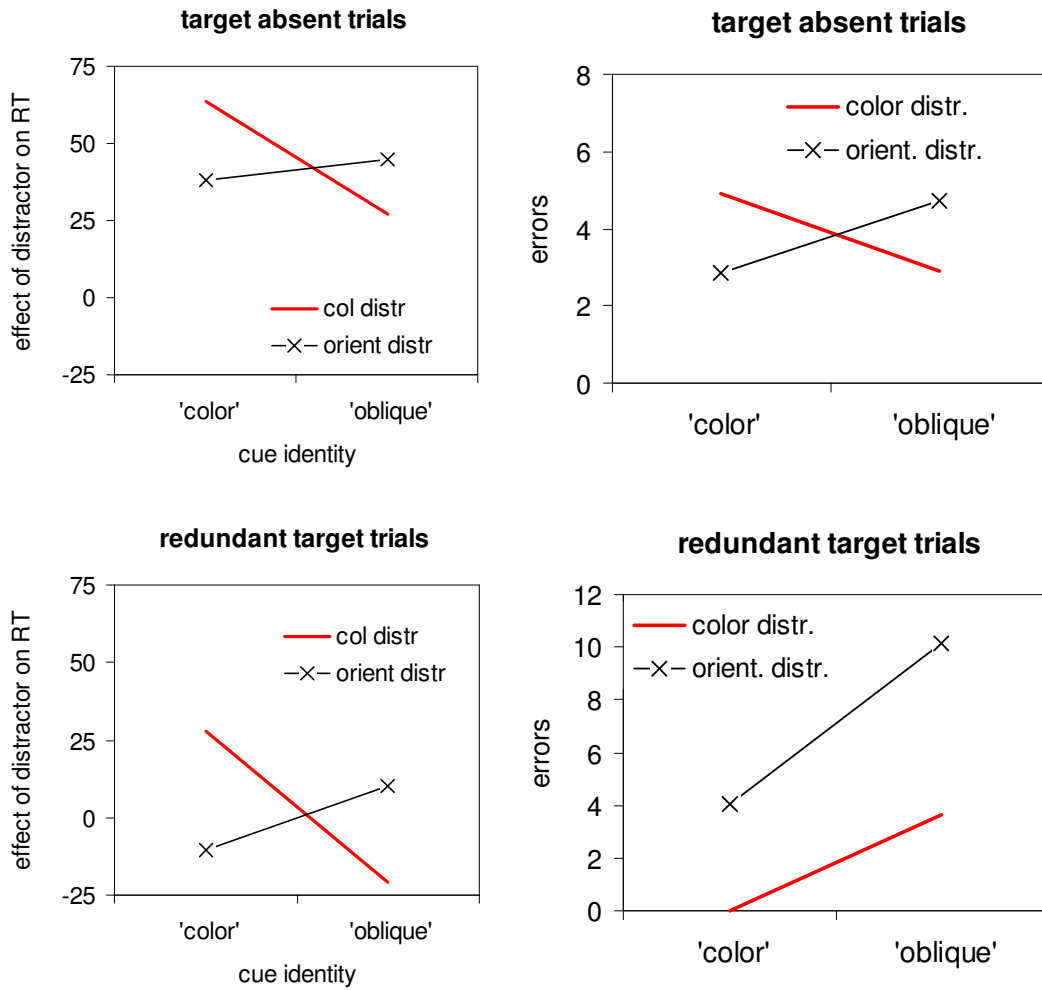 target absent trials
75
50
25
0
-25
effect of distractor on RT
col distr
orient distr
'color' 'oblique'
cue identity
target absent trials
8
6
4
2
0
errors
color distr.
orient. distr.
'color' 'oblique'
redundant target trials
75
50
25
0
-25
effect of distractor on RT
col distr
orient distr
'color' 'oblique'
cue identity
redundant target trials
12
10
8
6
4
2
0
errors
color distr.
orient. distr.
'color' 'oblique'